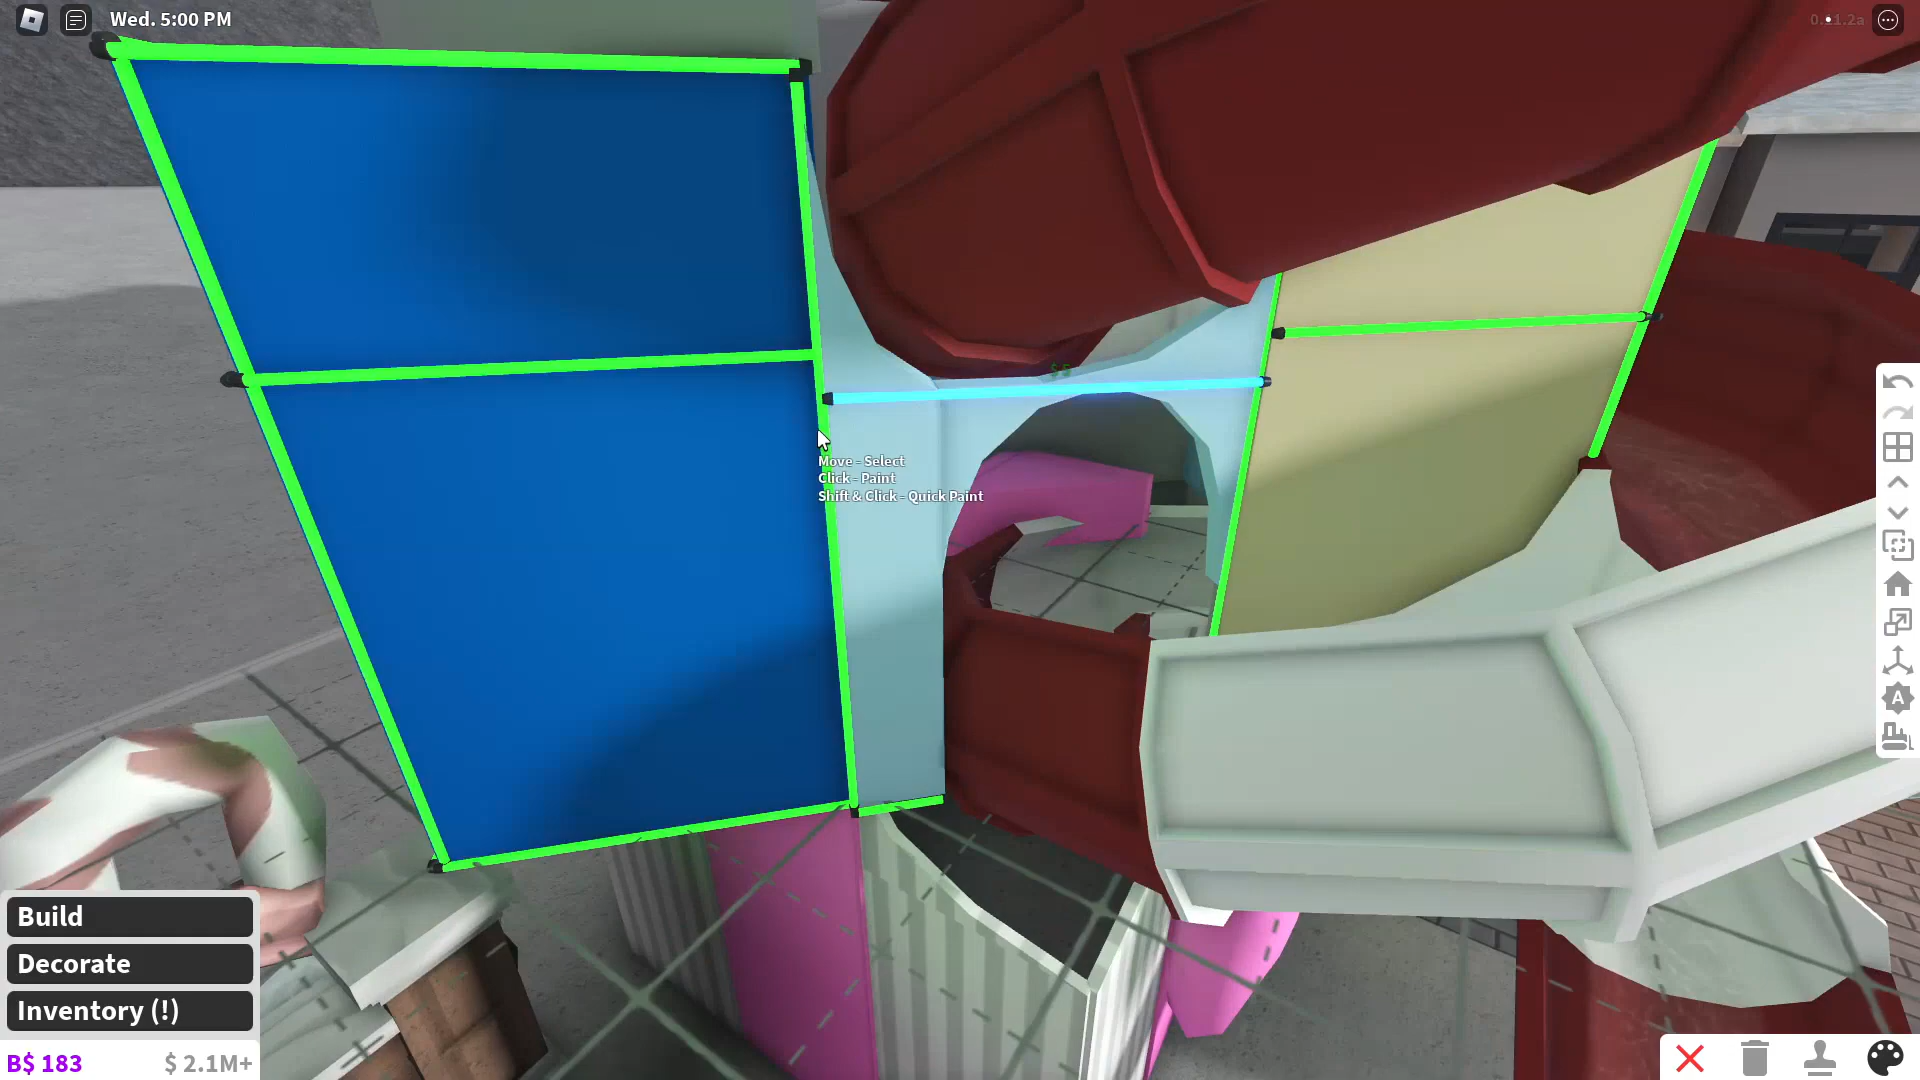 Wed. 5:00 PM
Move - Select
Click - Paint
Shift & Click - Quick Paint
A
Build
Decorate
Inventory (!)
B$ 183
$ 2.1M+